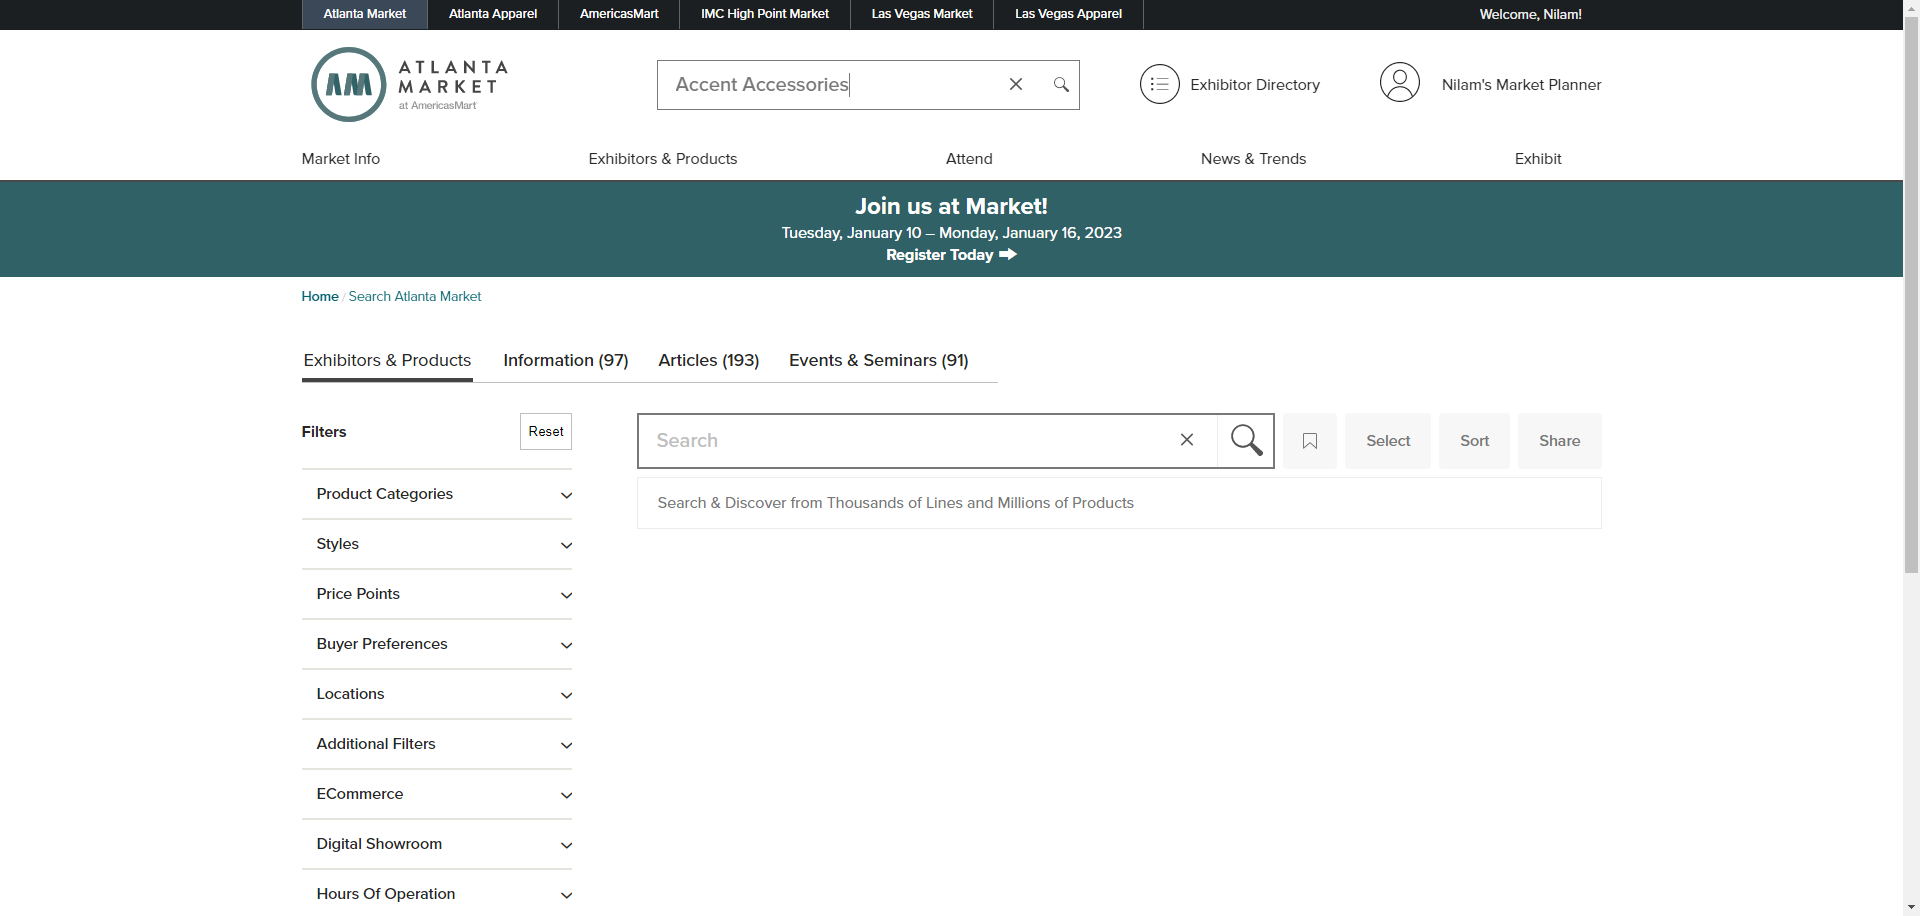 Atlanta Market
Atlanta Apparel
AmericasMart
IMC High Point Market
Las Vegas Market
Las Vegas Apparel
Welcome, Nilam!
AM
ATLANTA
MARKET
at AmericasMart
Accent Accessories
Exhibitor Directory
Nilam's Market Planner
Market Info
Exhibitors & Products
Attend
News & Trends
Exhibit
Join us at Market!
Tuesday, January 10 – Monday, January 16, 2023
Register Today
Home / Search Atlanta Market
Exhibitors & Products
Information (97)
Articles (193)
Events & Seminars (91)
Filters
Reset
Search
Select
Sort
Share
Search & Discover from Thousands of Lines and Millions of Products
Product Categories
Styles
Price Points
Buyer Preferences
Locations
Additional Filters
ECommerce
Digital Showroom
Hours Of Operation